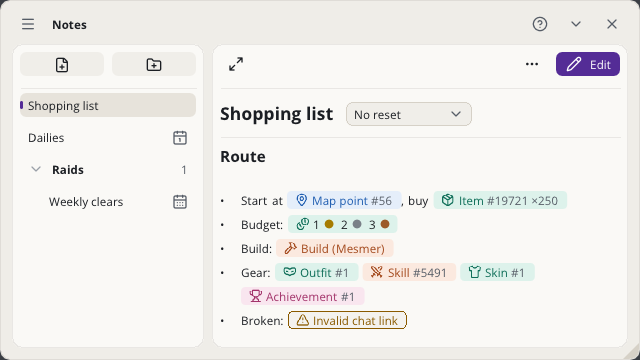 Notes
Edit
Shopping list
Dailies
Raids 1
Weekly clears
Shopping list No reset
Route
• Start at Map point #56 , buy Item #19721 ×250
• Budget: 1 2 3
• Build: Build (Mesmer)
• Gear: Outfit #1 Skill #5491 Skin #1
Achievement #1
• Broken: Invalid chat link